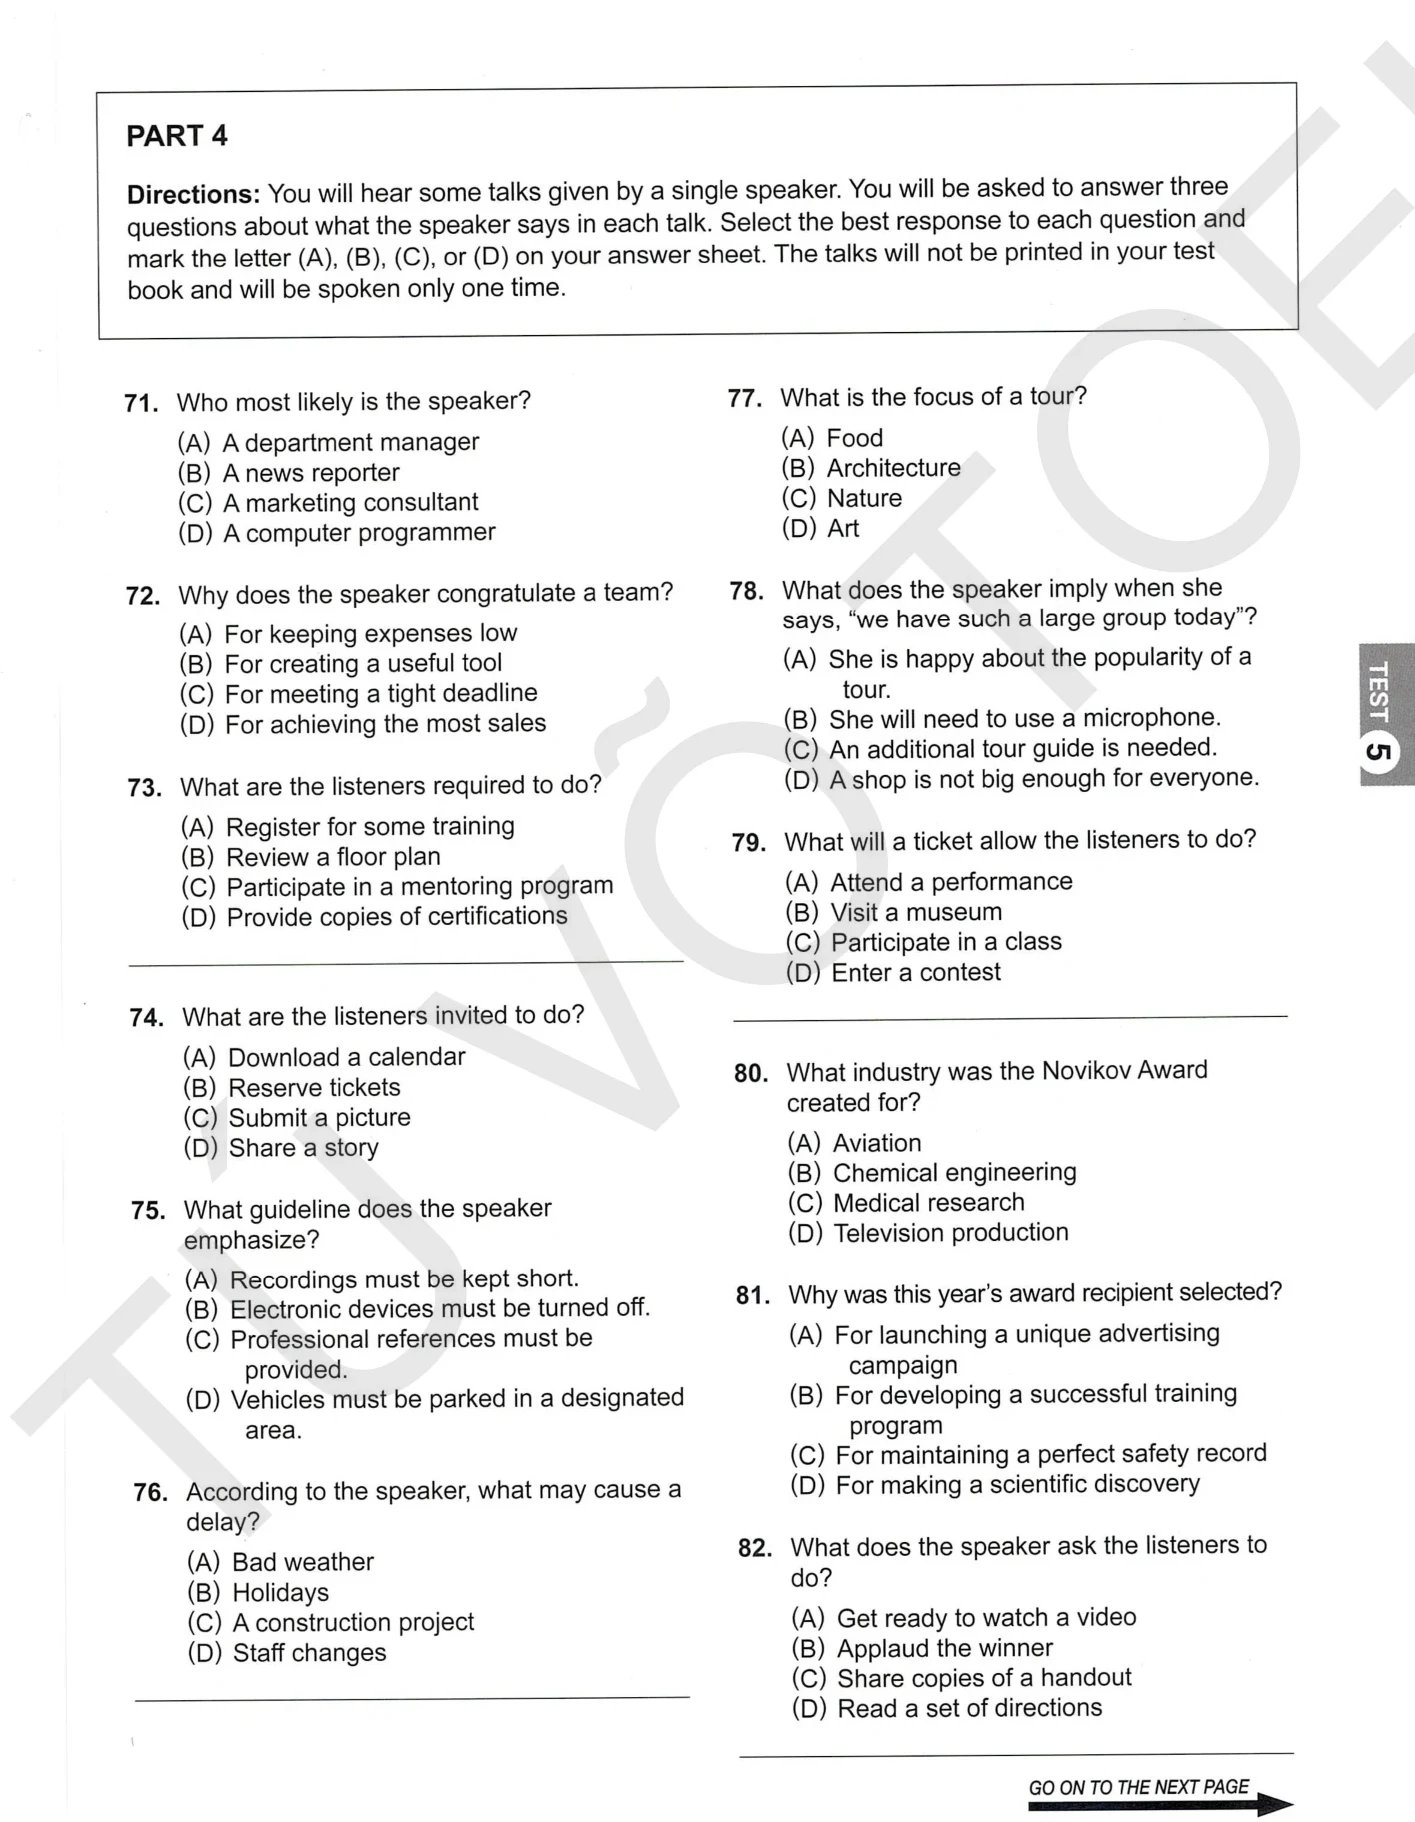 PART 4
Directions: You will hear some talks given by a single speaker. You will be asked to answer three
questions about what the speaker says in each talk. Select the best response to each question and
mark the letter (A), (B), (C), or (D) on your answer sheet. The talks will not be printed in your test
book and will be spoken only one time.
71. Who most likely is the speaker?
(A) A department manager
(B) A news reporter
(C) A marketing consultant
(D) A computer programmer
72. Why does the speaker congratulate a team?
(A) For keeping expenses low
(B) For creating a useful tool
(C) For meeting a tight deadline
(D) For achieving the most sales
73. What are the listeners required to do?
(A) Register for some training
(B) Review a floor plan
(C) Participate in a mentoring program
(D) Provide copies of certifications
74. What are the listeners invited to do?
(A) Download a calendar
(B) Reserve tickets
(C) Submit a picture
(D) Share a story
75. What guideline does the speaker
emphasize?
(A) Recordings must be kept short.
(B) Electronic devices must be turned off.
(C) Professional references must be
provided.
(D) Vehicles must be parked in a designated
area.
76. According to the speaker, what may cause a
delay?
(A) Bad weather
(B) Holidays
(C) A construction project
(D) Staff changes
77. What is the focus of a tour?
(A) Food
(B) Architecture
(C) Nature
(D) Art
78. What does the speaker imply when she
says, “we have such a large group today”?
(A) She is happy about the popularity of a
tour.
(B) She will need to use a microphone.
(C) An additional tour guide is needed.
(D) A shop is not big enough for everyone.
79. What will a ticket allow the listeners to do?
(A) Attend a performance
(B) Visit a museum
(C) Participate in a class
(D) Enter a contest
80. What industry was the Novikov Award
created for?
(A) Aviation
(B) Chemical engineering
(C) Medical research
(D) Television production
81. Why was this year’s award recipient selected?
(A) For launching a unique advertising
campaign
(B) For developing a successful training
program
(C) For maintaining a perfect safety record
(D) For making a scientific discovery
82. What does the speaker ask the listeners to
do?
(A) Get ready to watch a video
(B) Applaud the winner
(C) Share copies of a handout
(D) Read a set of directions
GO ON TO THE NEXT PAGE
TEST 5
TÚ VÕ TOE